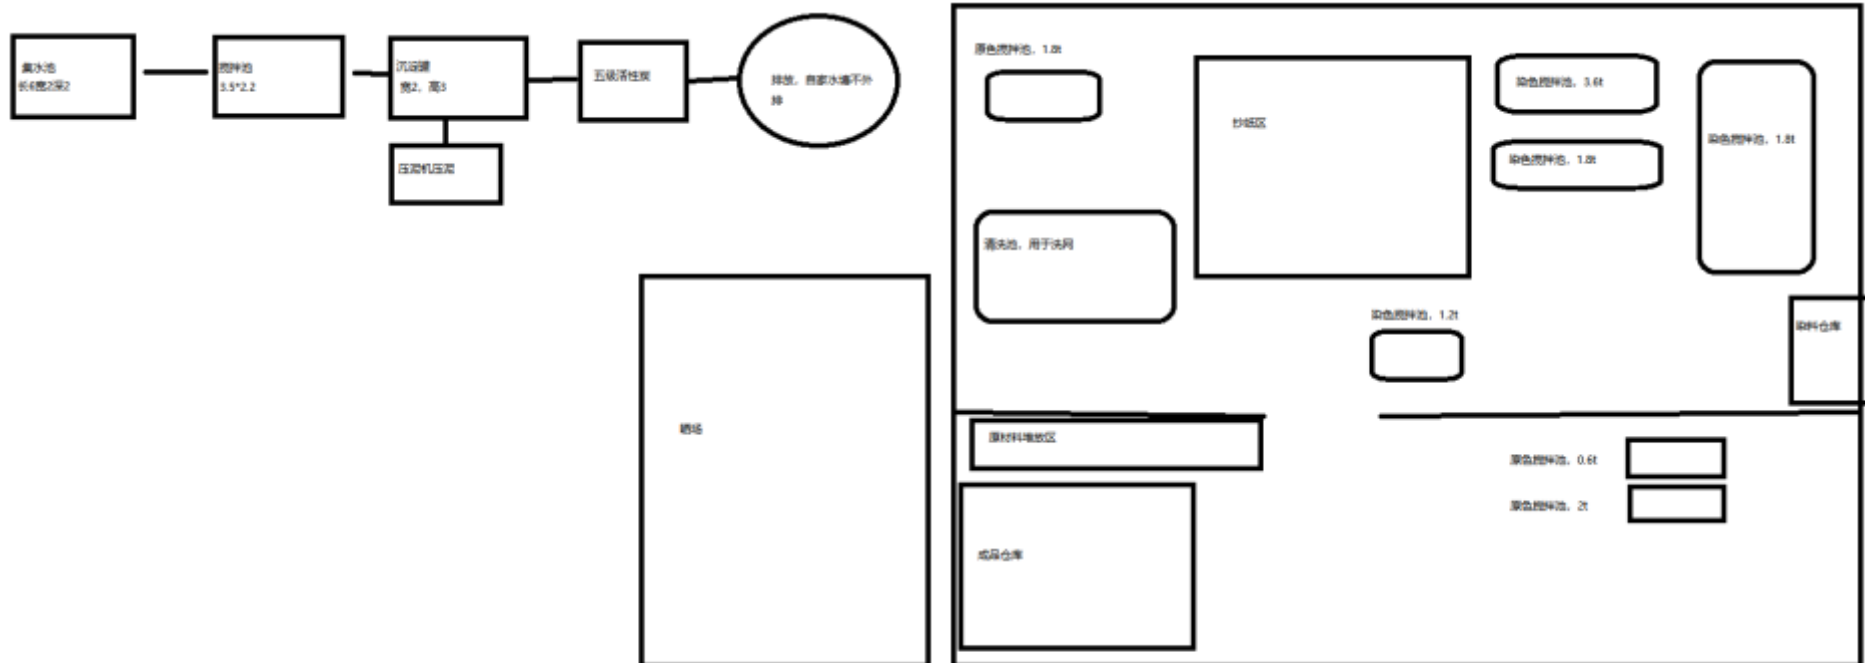 集水池
长6宽2深2
搅拌池
3.5*2.2
沉淀罐
宽2，高3
五级活性炭
排放，自家水塘不外
排
压泥机压泥
晒场
原色搅拌池，1.8t
抄纸区
染色搅拌池，3.6t
染色搅拌池，1.8t
染色搅拌池，1.8t
清洗池，用于洗网
染色搅拌池，1.2t
染料仓库
原材料堆放区
原色搅拌池，0.6t
原色搅拌池，2t
成品仓库